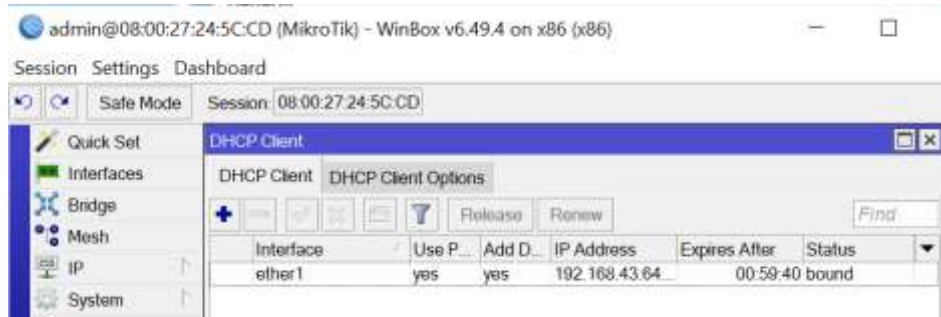 admin@08:00:27:24:5C:CD (MikroTik) - WinBox v6.49.4 on x86 (x86)
Session Settings Dashboard
Safe Mode Session: 08:00:27:24:5C:CD
Quick Set
Interfaces
Bridge
Mesh
IP
System
DHCP Client
DHCP Client DHCP Client Options
Release Renew Find
Interface Use P... Add D... IP Address Expires After Status
ether1 yes yes 192.168.43.64... 00:59:40 bound